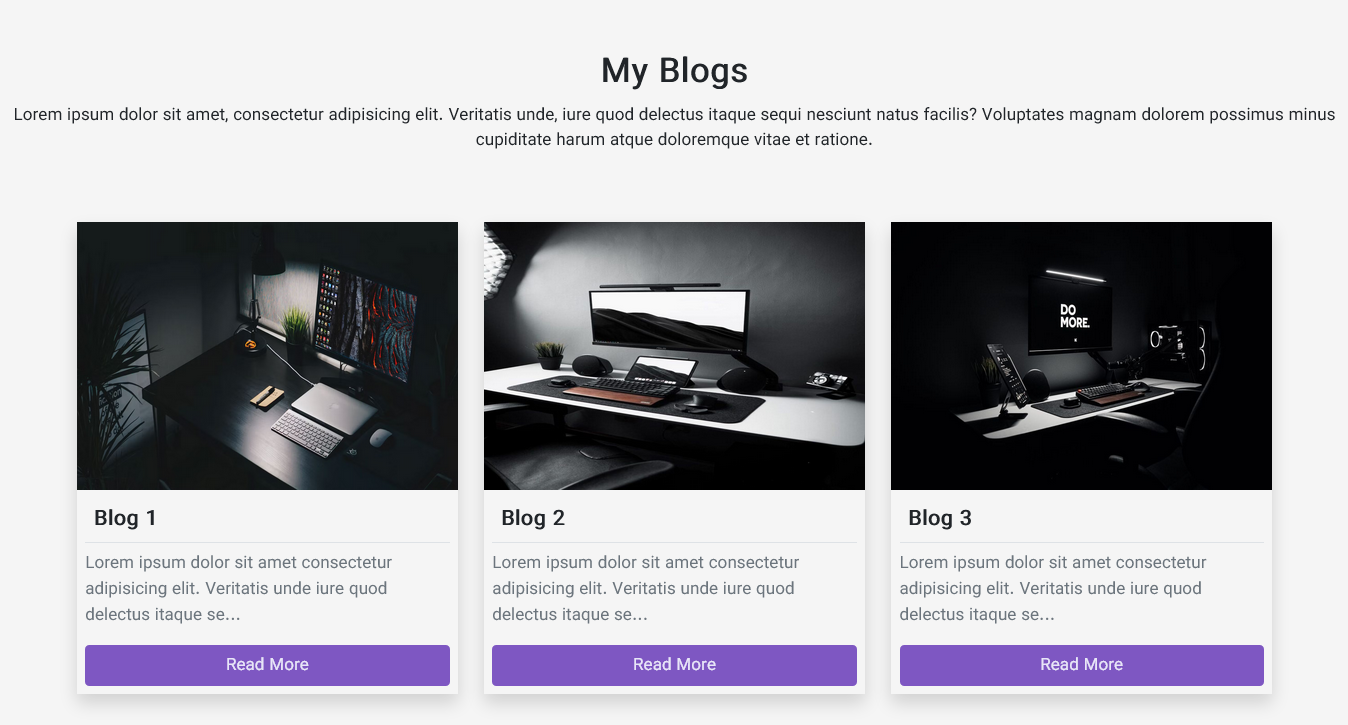 My Blogs
Lorem ipsum dolor sit amet, consectetur adipisicing elit. Veritatis unde, iure quod delectus itaque sequi nesciunt natus facilis? Voluptates magnam dolorem possimus minus
cupiditate harum atque doloremque vitae et ratione.
DO
MORE.
Blog 1
Lorem ipsum dolor sit amet consectetur
adipisicing elit. Veritatis unde iure quod
delectus itaque se...
Read More
Blog 2
Lorem ipsum dolor sit amet consectetur
adipisicing elit. Veritatis unde iure quod
delectus itaque se...
Read More
Blog 3
Lorem ipsum dolor sit amet consectetur
adipisicing elit. Veritatis unde iure quod
delectus itaque se...
Read More